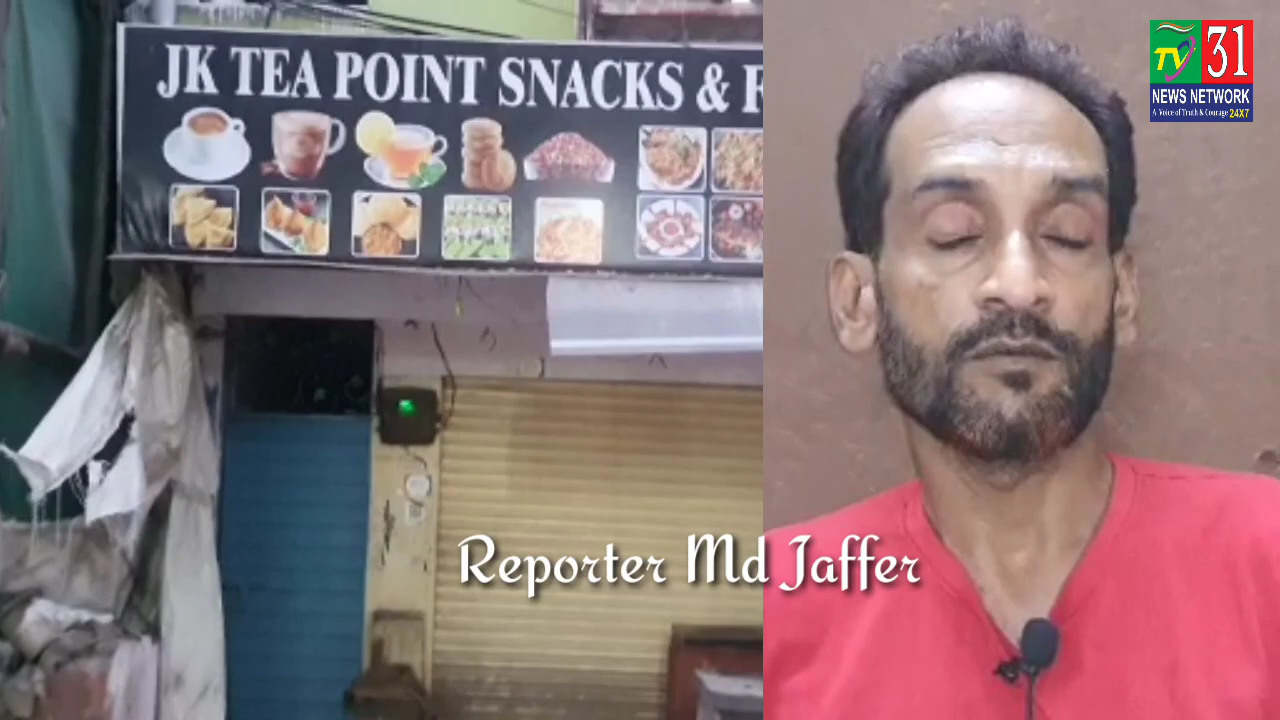 JK TEA POINT SNACKS & F
TV 31
NEWS NETWORK
A Voice of Truth & Courage 24X7
Reporter Md Jaffer